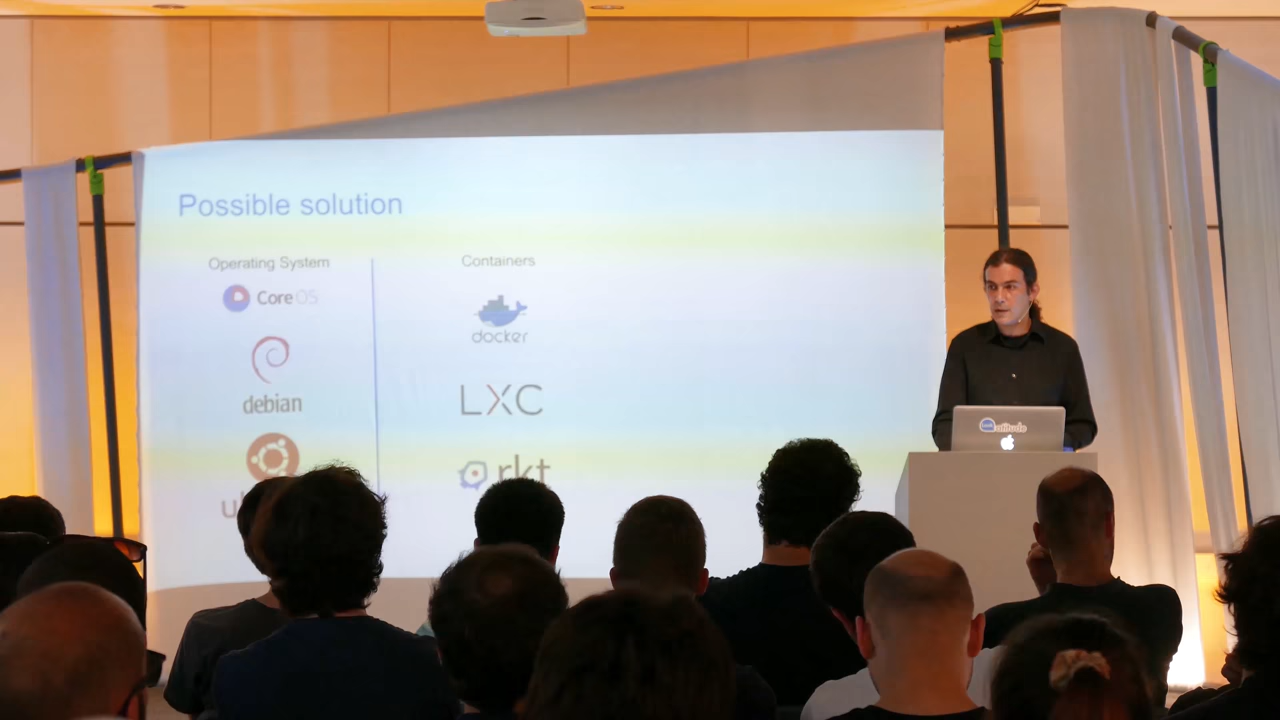 Possible solution
Operating System
CoreOS
debian
Containers
docker
LXC
rkt